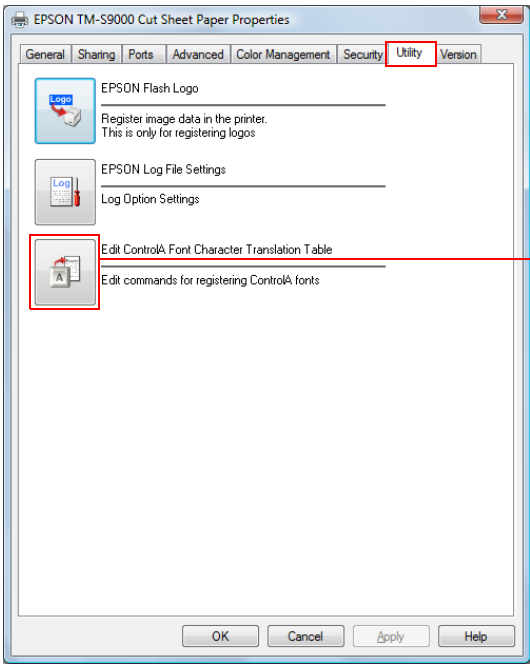 EPSON TM-S9000 Cut Sheet Paper Properties
General Sharing Ports Advanced Color Management Security Utility Version
Logo
EPSON Flash Logo
Register image data in the printer.
This is only for registering logos
Log
EPSON Log File Settings
Log Option Settings
A
Edit ControlA Font Character Translation Table
Edit commands for registering ControlA fonts
OK Cancel Apply Help